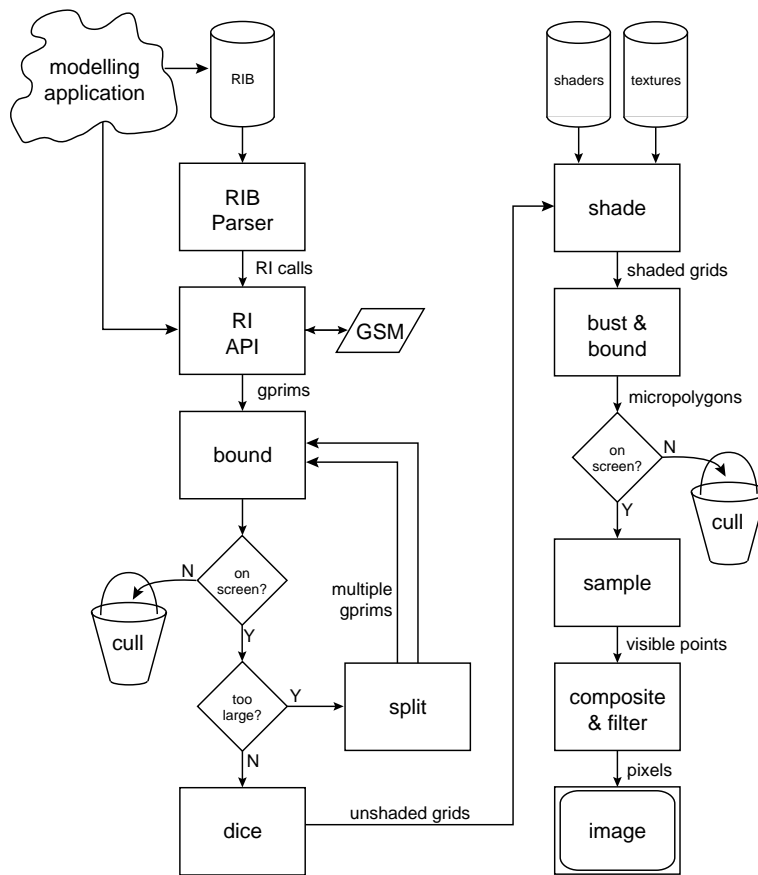 modelling
application
RIB
RIB
Parser
RI calls
RI
API
GSM
gprims
bound
on
screen?
N
cull
Y
multiple
gprims
too
large?
Y
split
N
dice
unshaded grids
shaders
textures
shade
shaded grids
bust &
bound
micropolygons
on
screen?
N
cull
Y
sample
visible points
composite
& filter
pixels
image